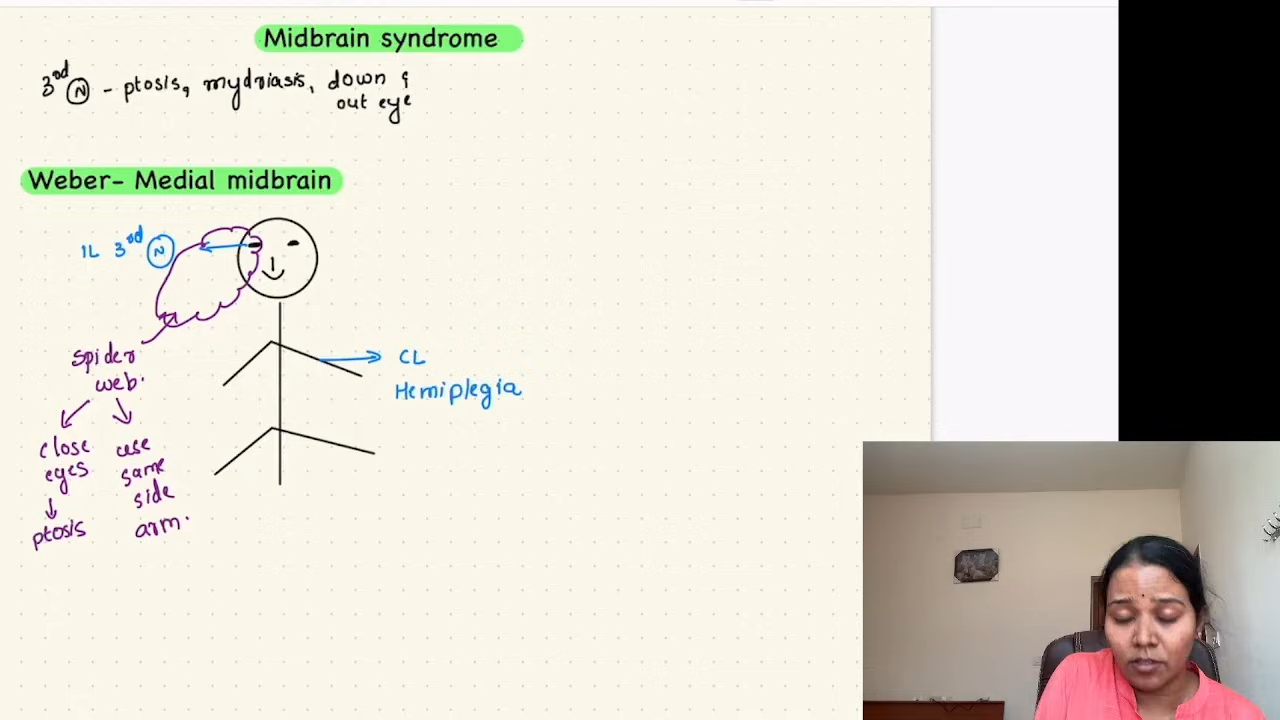 Midbrain syndrome
3rd N - ptosis, mydriasis, down &
out eye
Weber- Medial midbrain
IL 3rd N
CL
Hemiplegia
spider
web.
close
eyes
ptosis
use
same
side
arm.